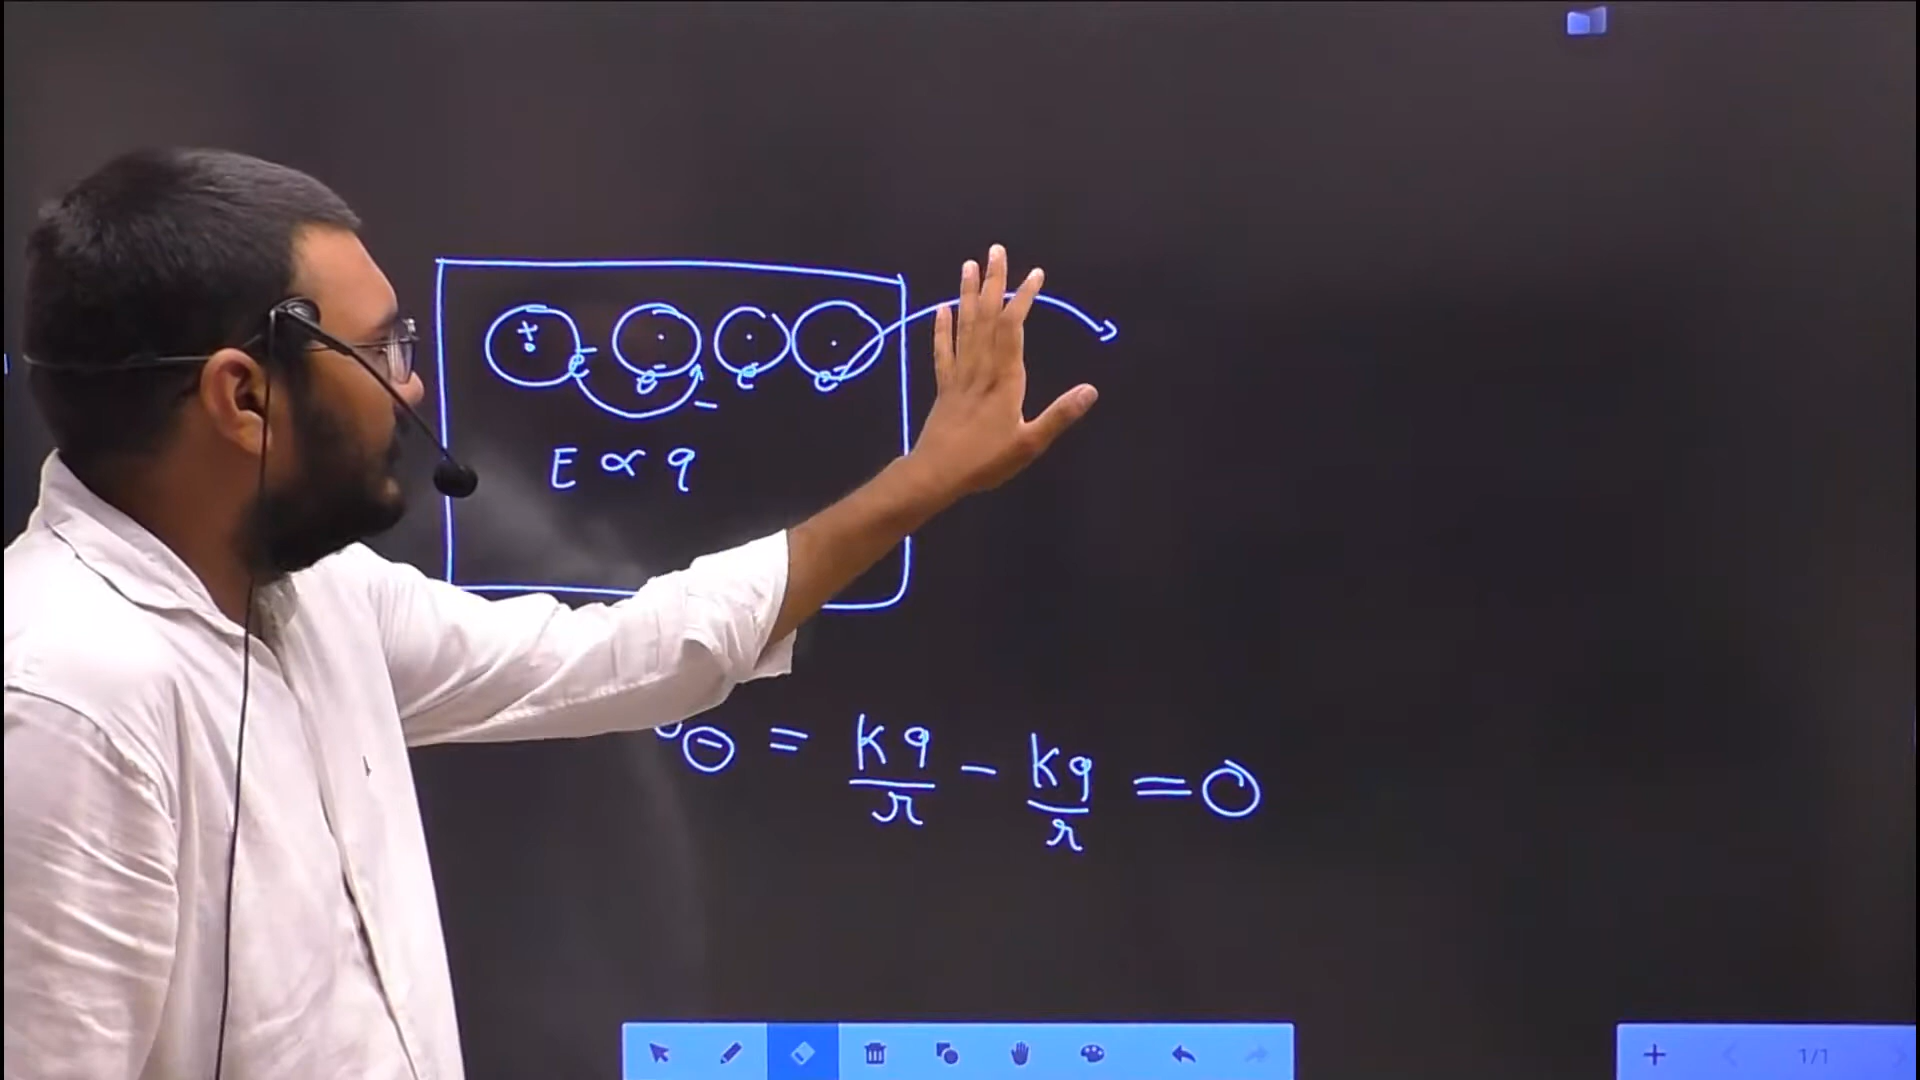 +
e⁻ e⁻ e⁻ e⁻
−
E ∝ q
⊖ = kq/r − kq/r = 0
1/1